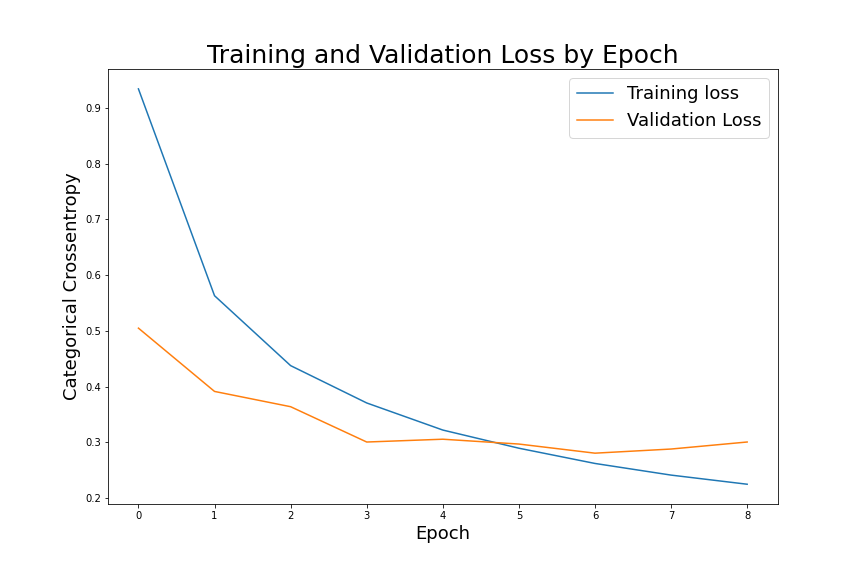 Training and Validation Loss by Epoch
Training loss
Validation Loss
Categorical Crossentropy
0.9
0.8
0.7
0.6
0.5
0.4
0.3
0.2
0 1 2 3 4 5 6 7 8
Epoch